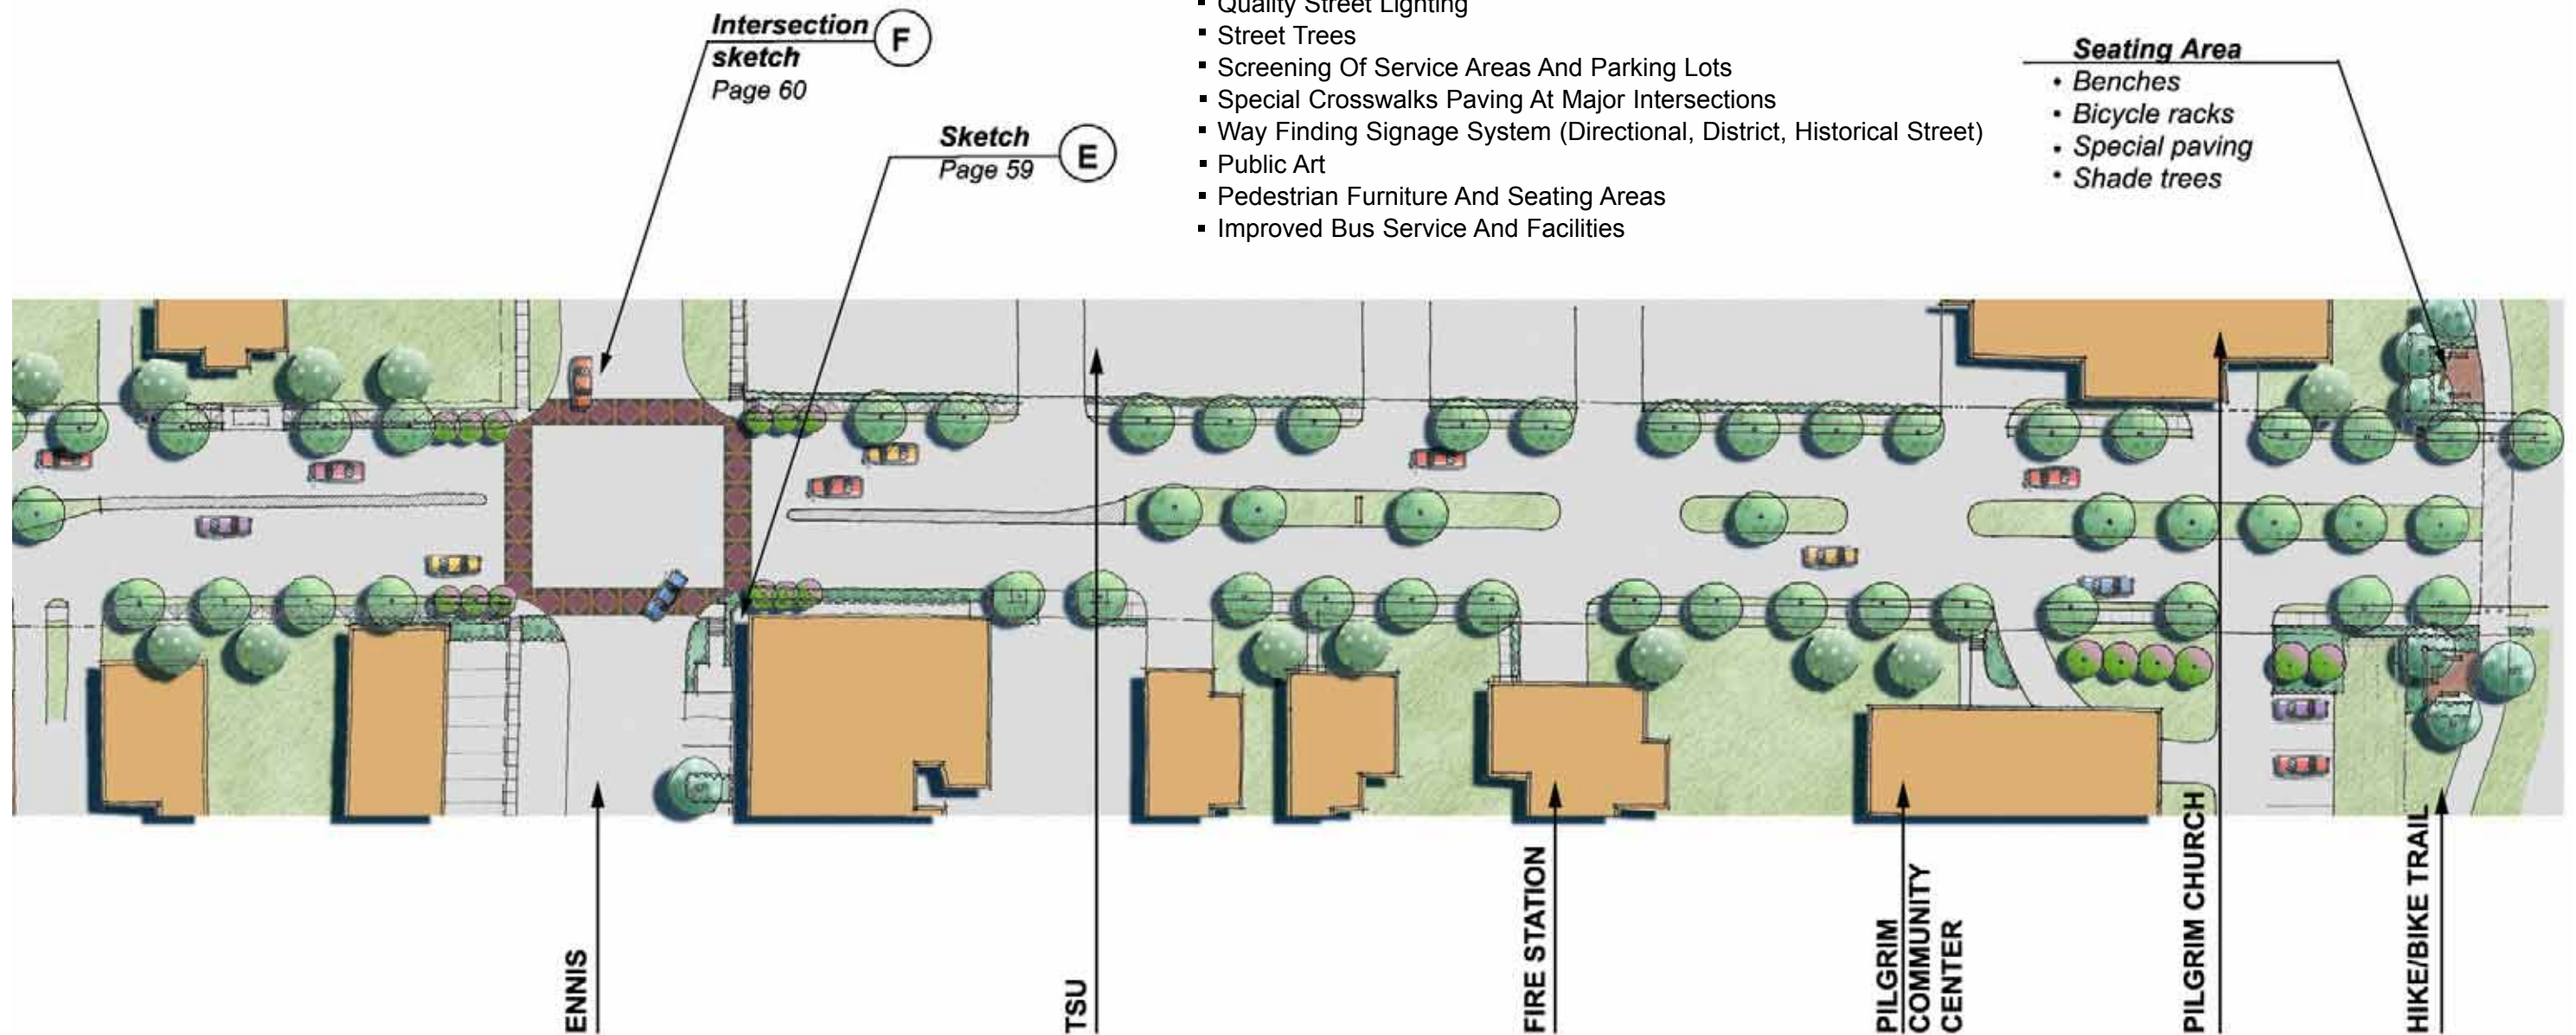 Quality Street Lighting
Intersection
sketch
Page 60
F
Sketch
Page 59
E
▪ Street Trees
▪ Screening Of Service Areas And Parking Lots
▪ Special Crosswalks Paving At Major Intersections
▪ Way Finding Signage System (Directional, District, Historical Street)
▪ Public Art
▪ Pedestrian Furniture And Seating Areas
▪ Improved Bus Service And Facilities
Seating Area
• Benches
• Bicycle racks
• Special paving
• Shade trees
ENNIS
TSU
FIRE STATION
PILGRIM
COMMUNITY
CENTER
PILGRIM CHURCH
HIKE/BIKE TRAIL